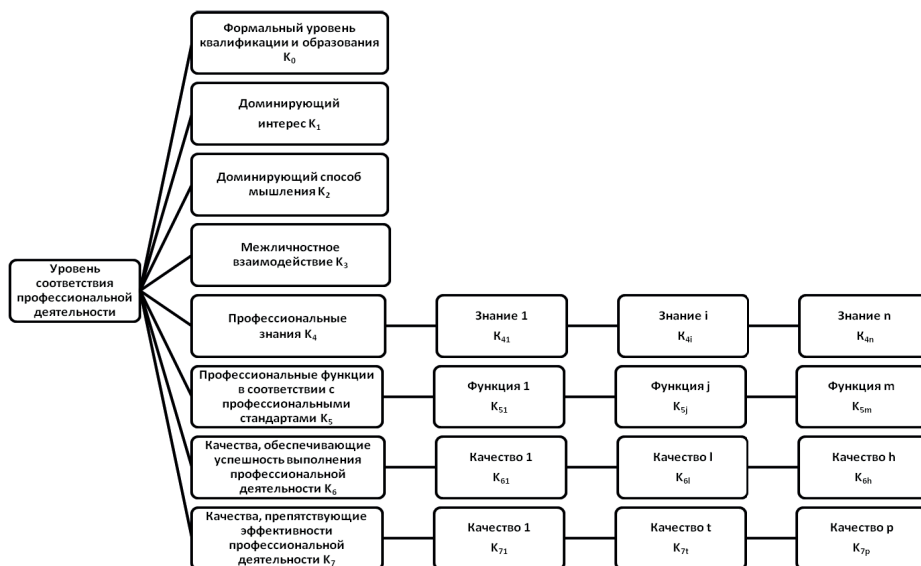 Формальный уровень
квалификации и образования
K₀
Доминирующий
интерес K₁
Доминирующий способ
мышления K₂
Межличностное
взаимодействие K₃
Уровень
соответствия
профессиональной
деятельности
Профессиональные
знания K₄
Знание 1
K₄₁
Знание i
K₄ᵢ
Знание n
K₄ₙ
Профессиональные функции
в соответствии с
профессиональными
стандартами K₅
Функция 1
K₅₁
Функция j
K₅ⱼ
Функция m
K₅ₘ
Качества, обеспечивающие
успешность выполнения
профессиональной
деятельности K₆
Качество 1
K₆₁
Качество l
K₆ₗ
Качество h
K₆ₕ
Качества, препятствующие
эффективности
профессиональной
деятельности K₇
Качество 1
K₇₁
Качество t
K₇ₜ
Качество p
K₇ₚ